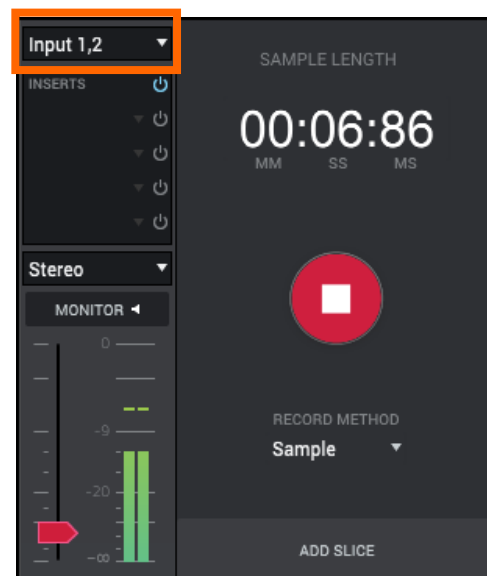 Input 1,2
INSERTS
Stereo
MONITOR
0
-9
-20
-∞
SAMPLE LENGTH
00:06:86
MM SS MS
RECORD METHOD
Sample
ADD SLICE